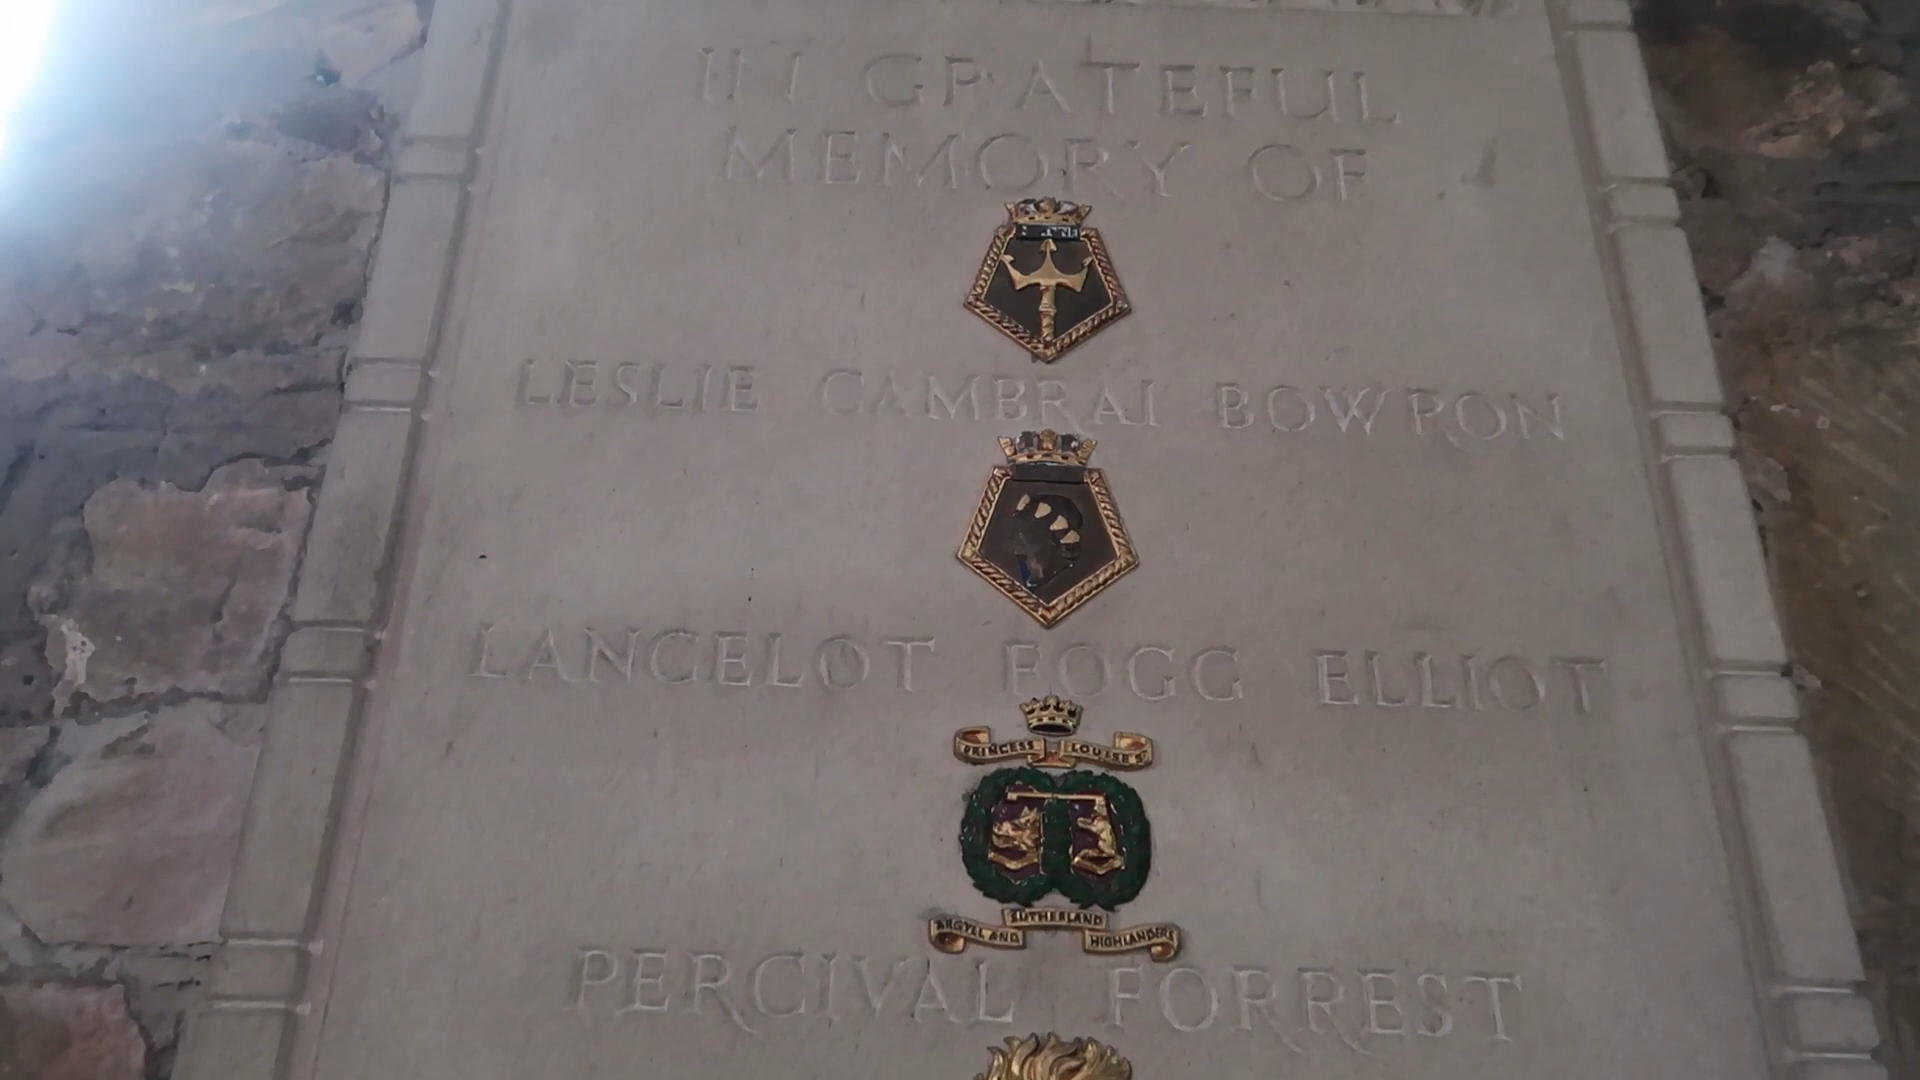 IN GRATEFUL
MEMORY OF
LESLIE CAMBRAI BOWRON
LANCELOT FOGG ELLIOT
PRINCESS LOUISE'S
SUTHERLAND
ARGYLL AND HIGHLANDERS
PERCIVAL FORREST